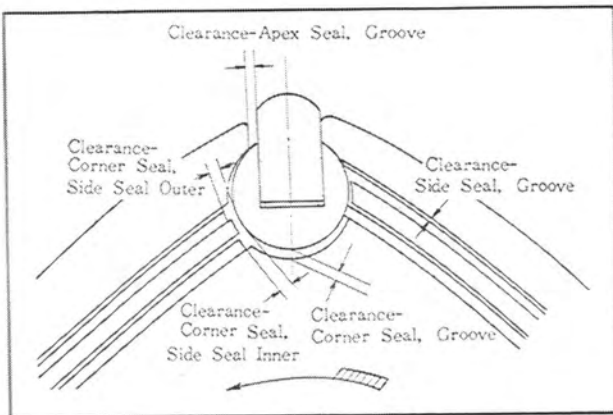 Clearance-Apex Seal, Groove
Clearance-
Corner Seal,
Side Seal Outer
Clearance-
Side Seal, Groove
Clearance-
Corner Seal,
Side Seal Inner
Clearance-
Corner Seal, Groove